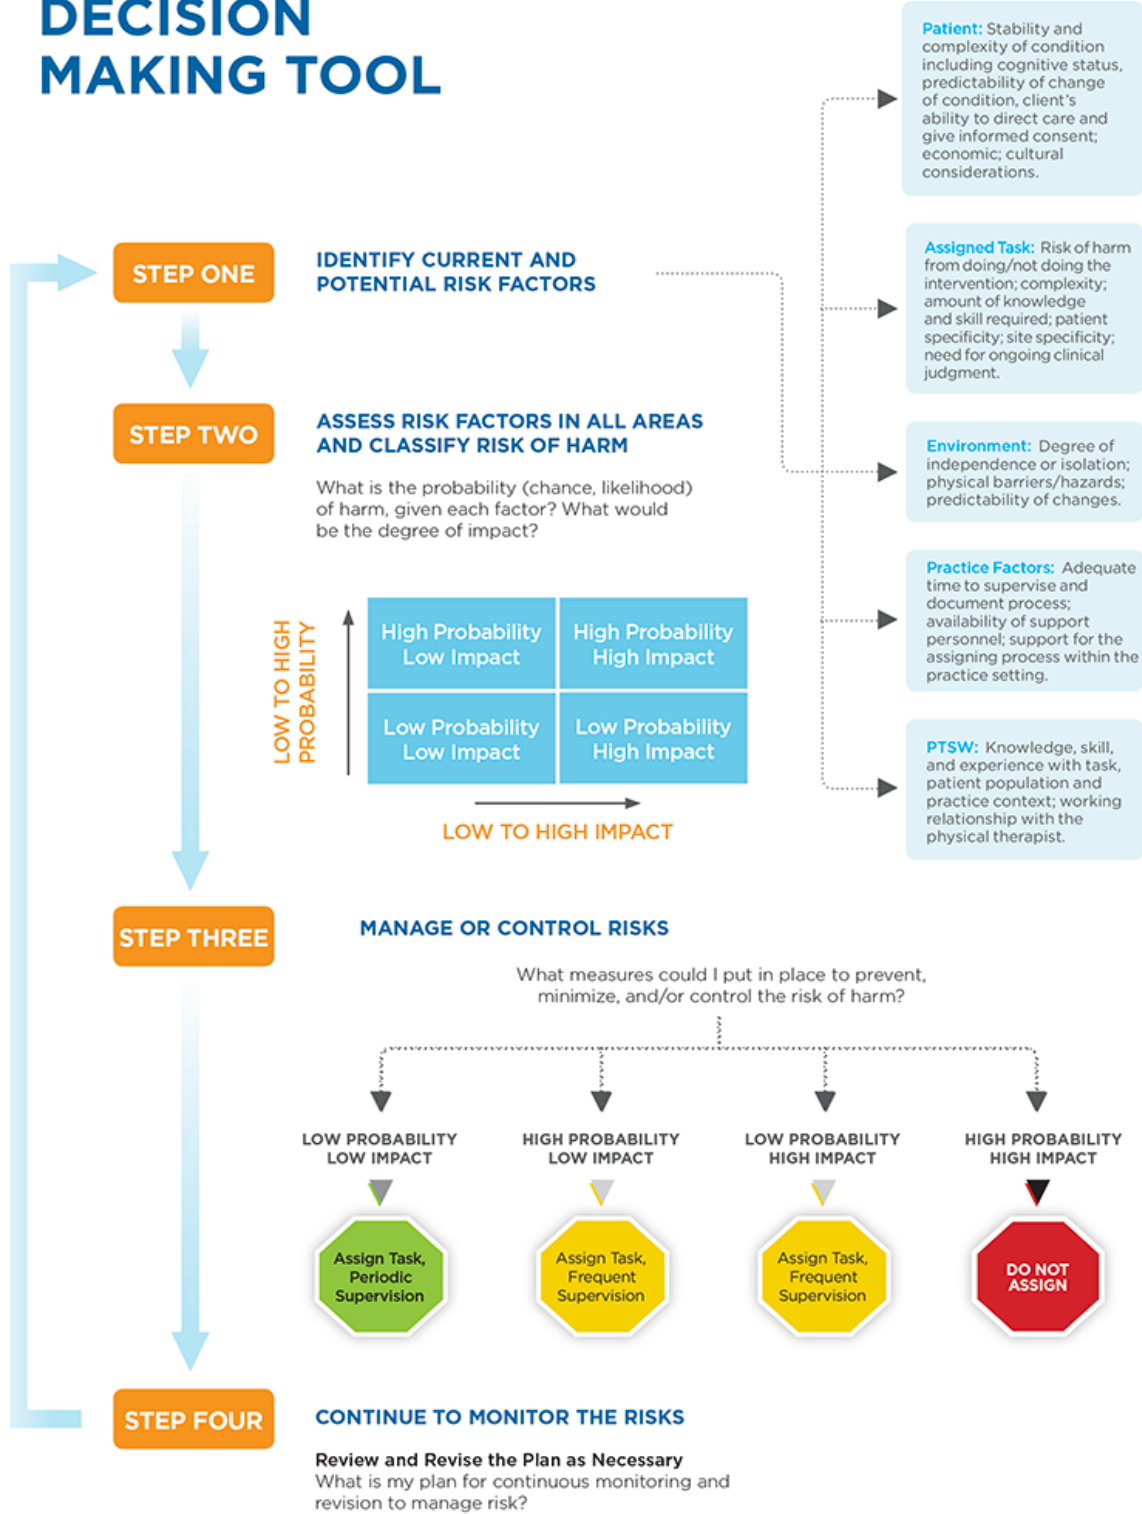 DECISION
MAKING TOOL
Patient: Stability and
complexity of condition
including cognitive status,
predictability of change
of condition, client's
ability to direct care and
give informed consent;
economic; cultural
considerations.
STEP ONE
IDENTIFY CURRENT AND
POTENTIAL RISK FACTORS
Assigned Task: Risk of harm
from doing/not doing the
intervention; complexity;
amount of knowledge
and skill required; patient
specificity; site specificity;
need for ongoing clinical
judgment.
STEP TWO
ASSESS RISK FACTORS IN ALL AREAS
AND CLASSIFY RISK OF HARM
What is the probability (chance, likelihood)
of harm, given each factor? What would
be the degree of impact?
Environment: Degree of
independence or isolation;
physical barriers/hazards;
predictability of changes.
Practice Factors: Adequate
time to supervise and
document process;
availability of support
personnel; support for the
assigning process within the
practice setting.
LOW TO HIGH
PROBABILITY
High Probability
Low Impact
High Probability
High Impact
Low Probability
Low Impact
Low Probability
High Impact
LOW TO HIGH IMPACT
PTSW: Knowledge, skill,
and experience with task,
patient population and
practice context; working
relationship with the
physical therapist.
STEP THREE
MANAGE OR CONTROL RISKS
What measures could I put in place to prevent,
minimize, and/or control the risk of harm?
LOW PROBABILITY
LOW IMPACT
HIGH PROBABILITY
LOW IMPACT
LOW PROBABILITY
HIGH IMPACT
HIGH PROBABILITY
HIGH IMPACT
Assign Task,
Periodic
Supervision
Assign Task,
Frequent
Supervision
Assign Task,
Frequent
Supervision
DO NOT
ASSIGN
STEP FOUR
CONTINUE TO MONITOR THE RISKS
Review and Revise the Plan as Necessary
What is my plan for continuous monitoring and
revision to manage risk?